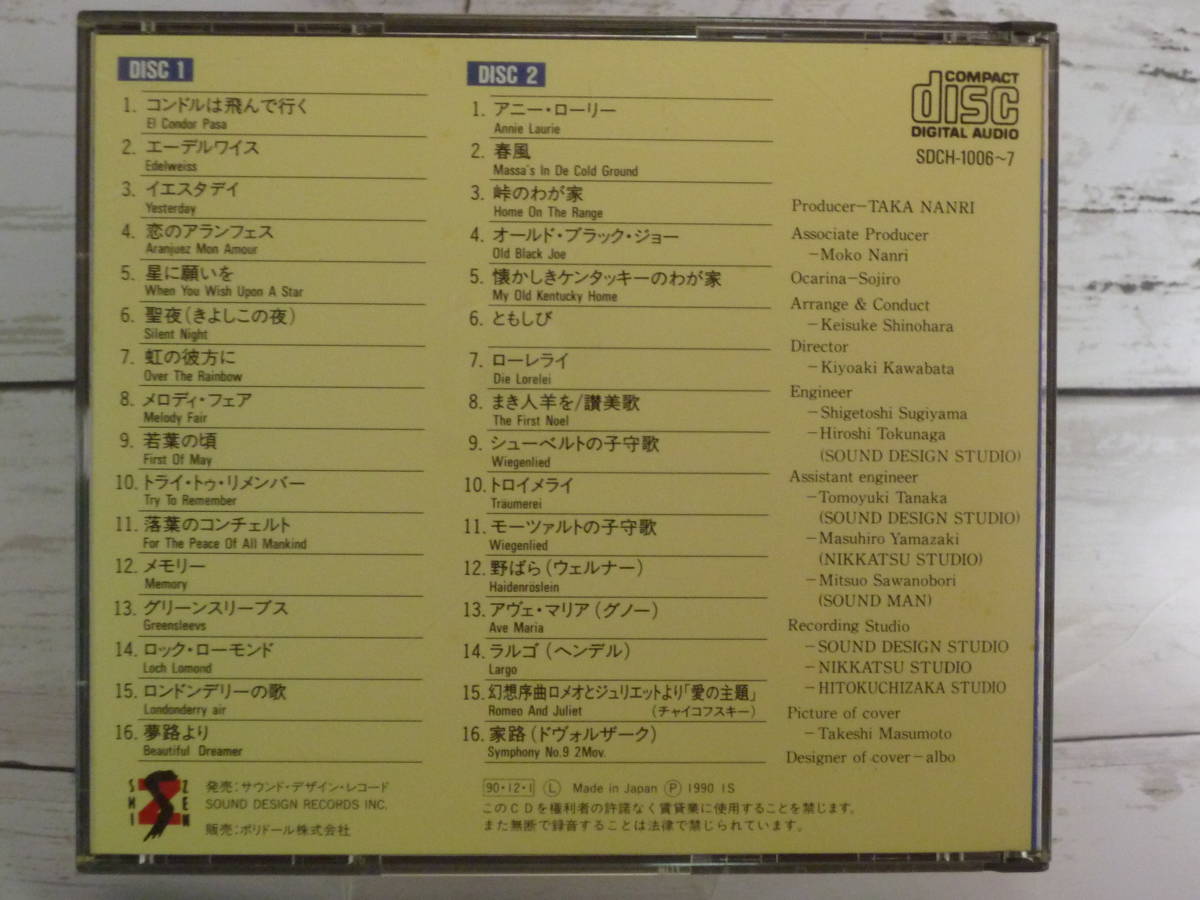 DISC 1
1. コンドルは飛んで行く
El Condor Pasa
2. エーデルワイス
Edelweiss
3. イエスタデイ
Yesterday
4. 恋のアランフェス
Aranjuez Mon Amour
5. 星に願いを
When You Wish Upon A Star
6. 聖夜(きよしこの夜)
Silent Night
7. 虹の彼方に
Over The Rainbow
8. メロディ・フェア
Melody Fair
9. 若葉の頃
First Of May
10. トライ・トゥ・リメンバー
Try To Remember
11. 落葉のコンチェルト
For The Peace Of All Mankind
12. メモリー
Memory
13. グリーンスリーブス
Greensleevs
14. ロック・ローモンド
Loch Lomond
15. ロンドンデリーの歌
Londonderry air
16. 夢路より
Beautiful Dreamer
DISC 2
1. アニー・ローリー
Annie Laurie
2. 春風
Massa's In De Cold Ground
3. 峠のわが家
Home On The Range
4. オールド・ブラック・ジョー
Old Black Joe
5. 懐かしきケンタッキーのわが家
My Old Kentucky Home
6. ともしび
7. ローレライ
Die Lorelei
8. まき人羊を/讃美歌
The First Noel
9. シューベルトの子守歌
Wiegenlied
10. トロイメライ
Träumerei
11. モーツァルトの子守歌
Wiegenlied
12. 野ばら(ウェルナー)
Haidenröslein
13. アヴェ・マリア(グノー)
Ave Maria
14. ラルゴ(ヘンデル)
Largo
15. 幻想序曲ロメオとジュリエットより「愛の主題」
Romeo And Juliet (チャイコフスキー)
16. 家路(ドヴォルザーク)
Symphony No.9 2Mov.
COMPACT
disc
DIGITAL AUDIO
SDCH-1006~7
Producer-TAKA NANRI
Associate Producer
-Moko Nanri
Ocarina-Sojiro
Arrange & Conduct
-Keisuke Shinohara
Director
-Kiyoaki Kawabata
Engineer
-Shigetoshi Sugiyama
-Hiroshi Tokunaga
(SOUND DESIGN STUDIO)
Assistant engineer
-Tomoyuki Tanaka
(SOUND DESIGN STUDIO)
-Masuhiro Yamazaki
(NIKKATSU STUDIO)
-Mitsuo Sawanobori
(SOUND MAN)
Recording Studio
-SOUND DESIGN STUDIO
-NIKKATSU STUDIO
-HITOKUCHIZAKA STUDIO
Picture of cover
-Takeshi Masumoto
Designer of cover-albo
SHI ZEN
発売:サウンド・デザイン・レコード
SOUND DESIGN RECORDS INC.
販売:ポリドール株式会社
90・12・1 Ⓛ Made in Japan Ⓟ 1990 IS
このCDを権利者の許諾なく賃貸業に使用することを禁じます。
また無断で録音することは法律で禁じられています。